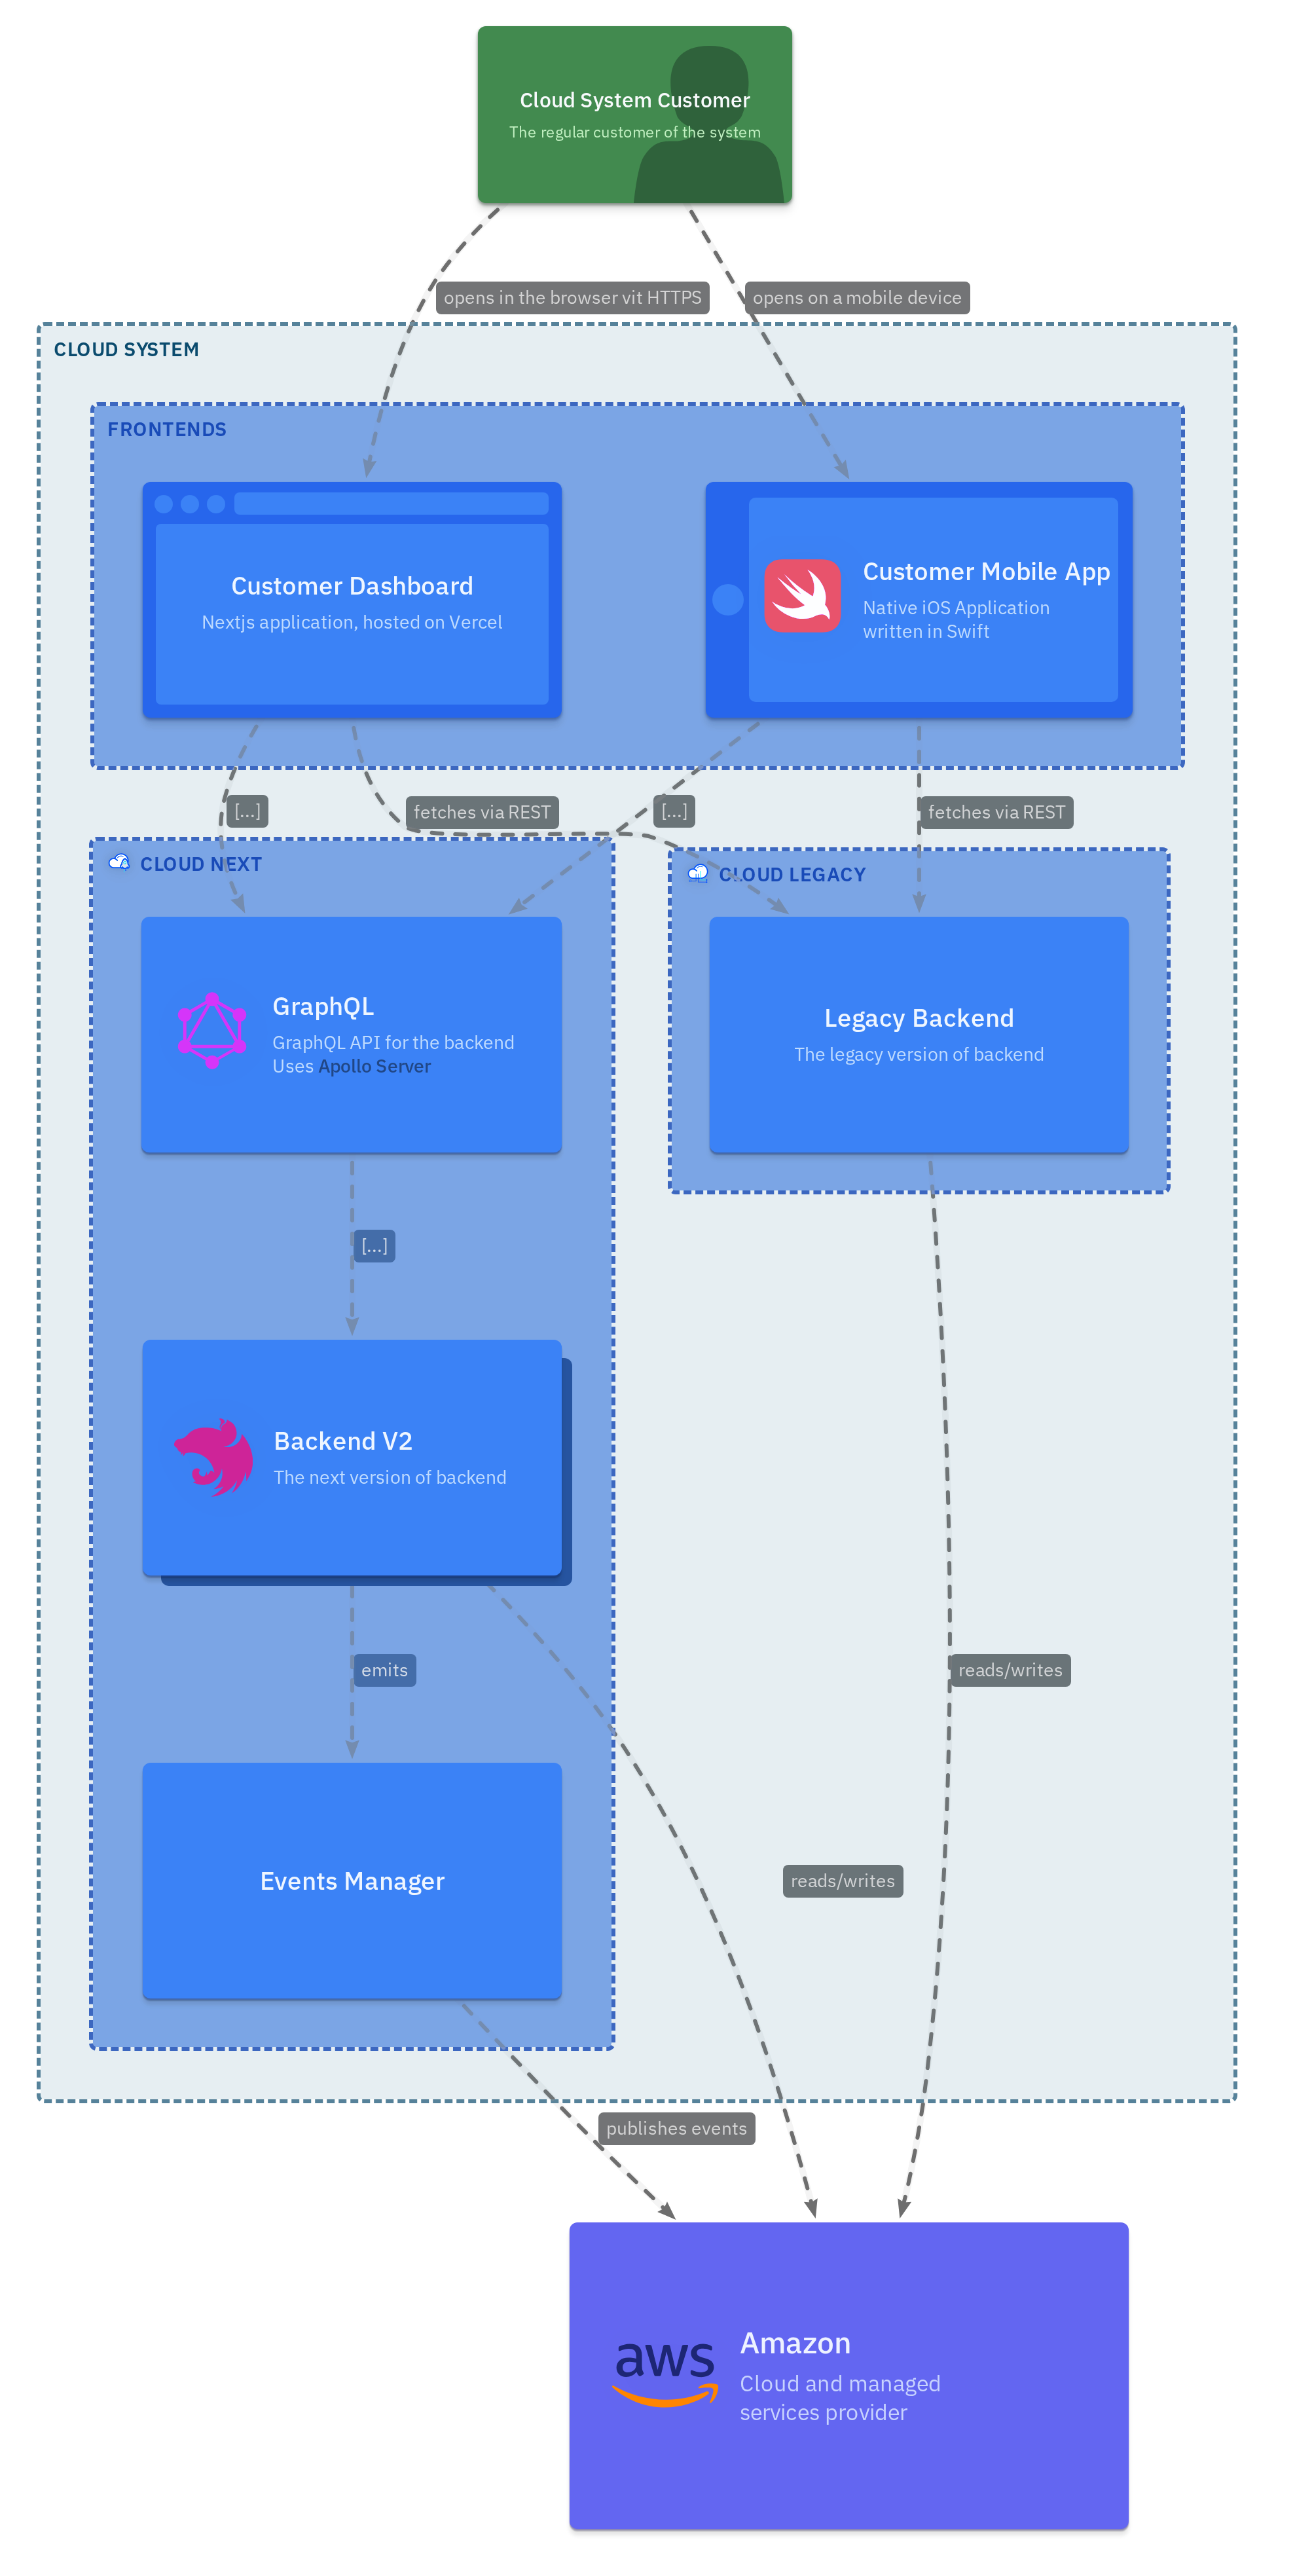 Cloud System Customer
The regular customer of the system
opens in the browser vit HTTPS
opens on a mobile device
CLOUD SYSTEM
FRONTENDS
Customer Dashboard
Nextjs application, hosted on Vercel
Customer Mobile App
Native iOS Application
written in Swift
[...]
fetches via REST
[...]
fetches via REST
CLOUD NEXT
CLOUD LEGACY
GraphQL
GraphQL API for the backend
Uses Apollo Server
Legacy Backend
The legacy version of backend
[...]
Backend V2
The next version of backend
emits
reads/writes
Events Manager
reads/writes
publishes events
aws
Amazon
Cloud and managed
services provider